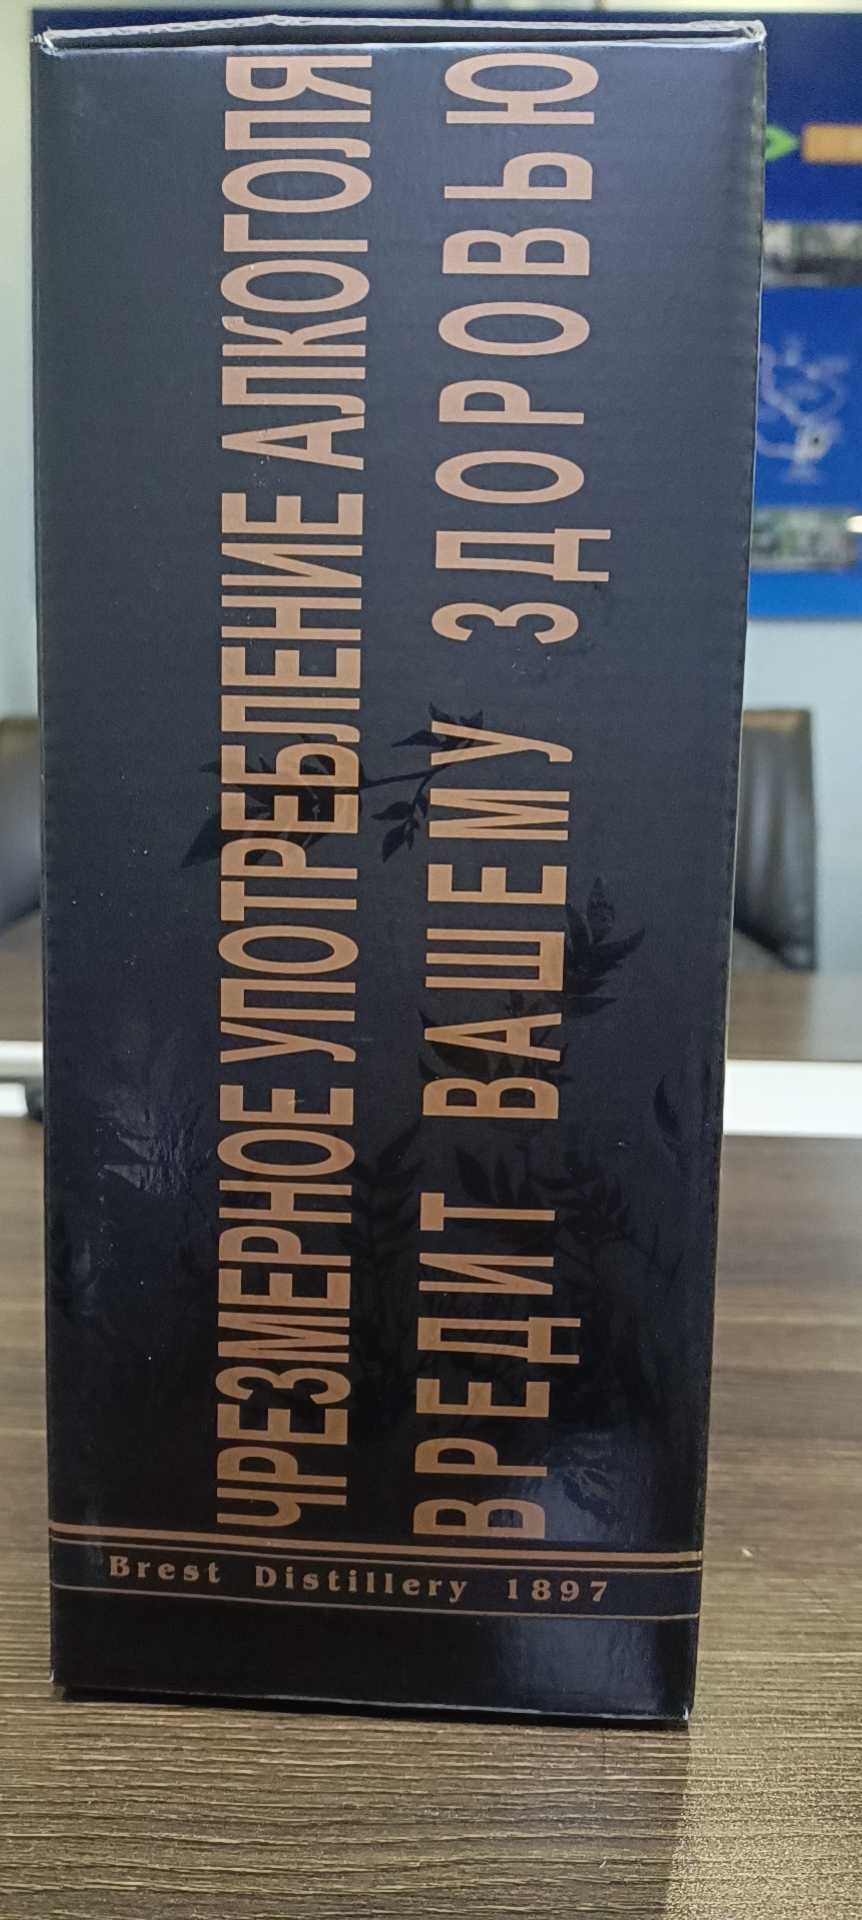 ЧРЕЗМЕРНОЕ УПОТРЕБЛЕНИЕ АЛКОГОЛЯ
ВРЕДИТ ВАШЕМУ ЗДОРОВЬЮ
Brest Distillery 1897